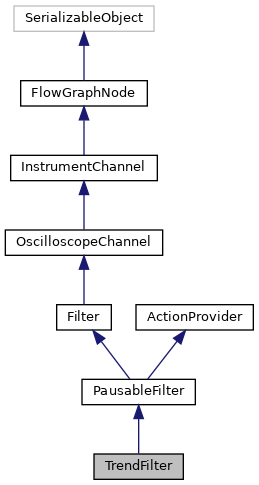 SerializableObject
FlowGraphNode
InstrumentChannel
OscilloscopeChannel
Filter
ActionProvider
PausableFilter
TrendFilter